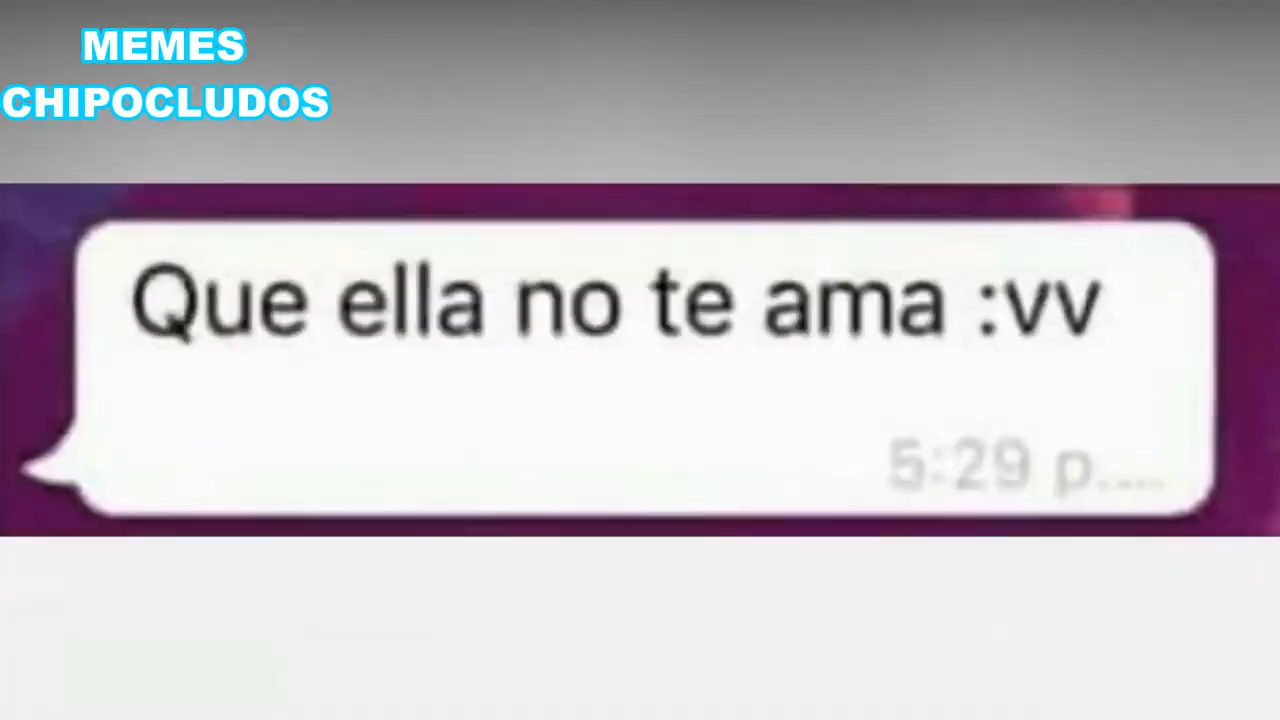 MEMES
CHIPOCLUDOS
Que ella no te ama :vv
5:29 p....